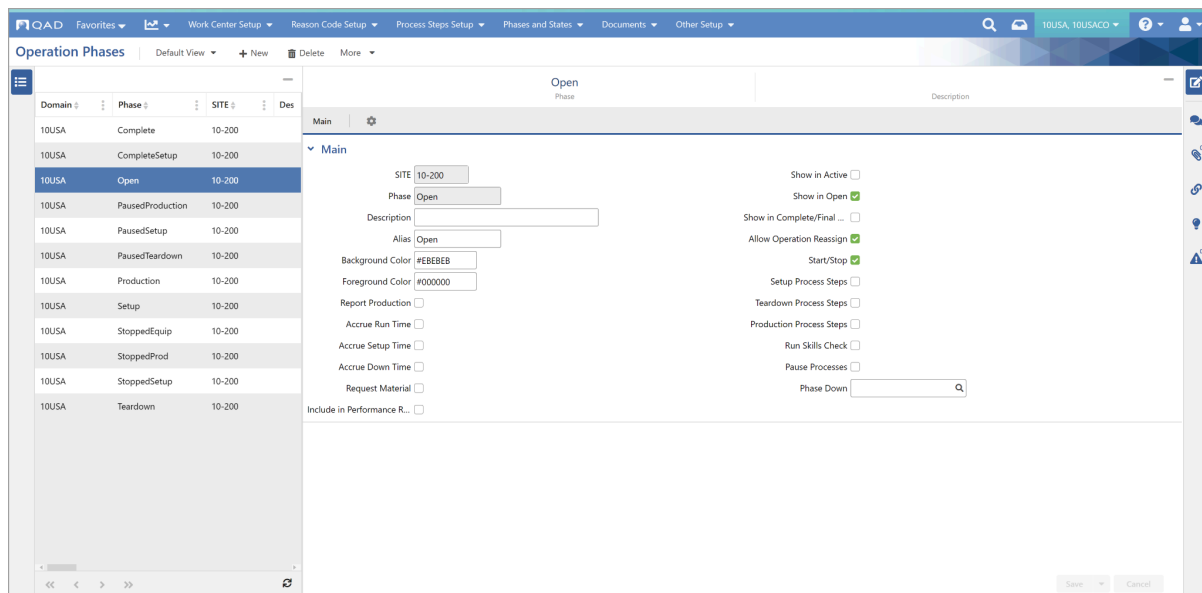 QAD Favorites Work Center Setup Reason Code Setup Process Steps Setup Phases and States Documents Other Setup 10USA, 10USACO
Operation Phases Default View + New Delete More
Open
Phase
Description
Domain Phase SITE Des
10USA Complete 10-200
10USA CompleteSetup 10-200
10USA Open 10-200
10USA PausedProduction 10-200
10USA PausedSetup 10-200
10USA PausedTeardown 10-200
10USA Production 10-200
10USA Setup 10-200
10USA StoppedEquip 10-200
10USA StoppedProd 10-200
10USA StoppedSetup 10-200
10USA Teardown 10-200
Main
Main
SITE 10-200
Phase Open
Description
Alias Open
Background Color #EBEBEB
Foreground Color #000000
Report Production
Accrue Run Time
Accrue Setup Time
Accrue Down Time
Request Material
Include in Performance R...
Show in Active
Show in Open
Show in Complete/Final ...
Allow Operation Reassign
Start/Stop
Setup Process Steps
Teardown Process Steps
Production Process Steps
Run Skills Check
Pause Processes
Phase Down
Save Cancel